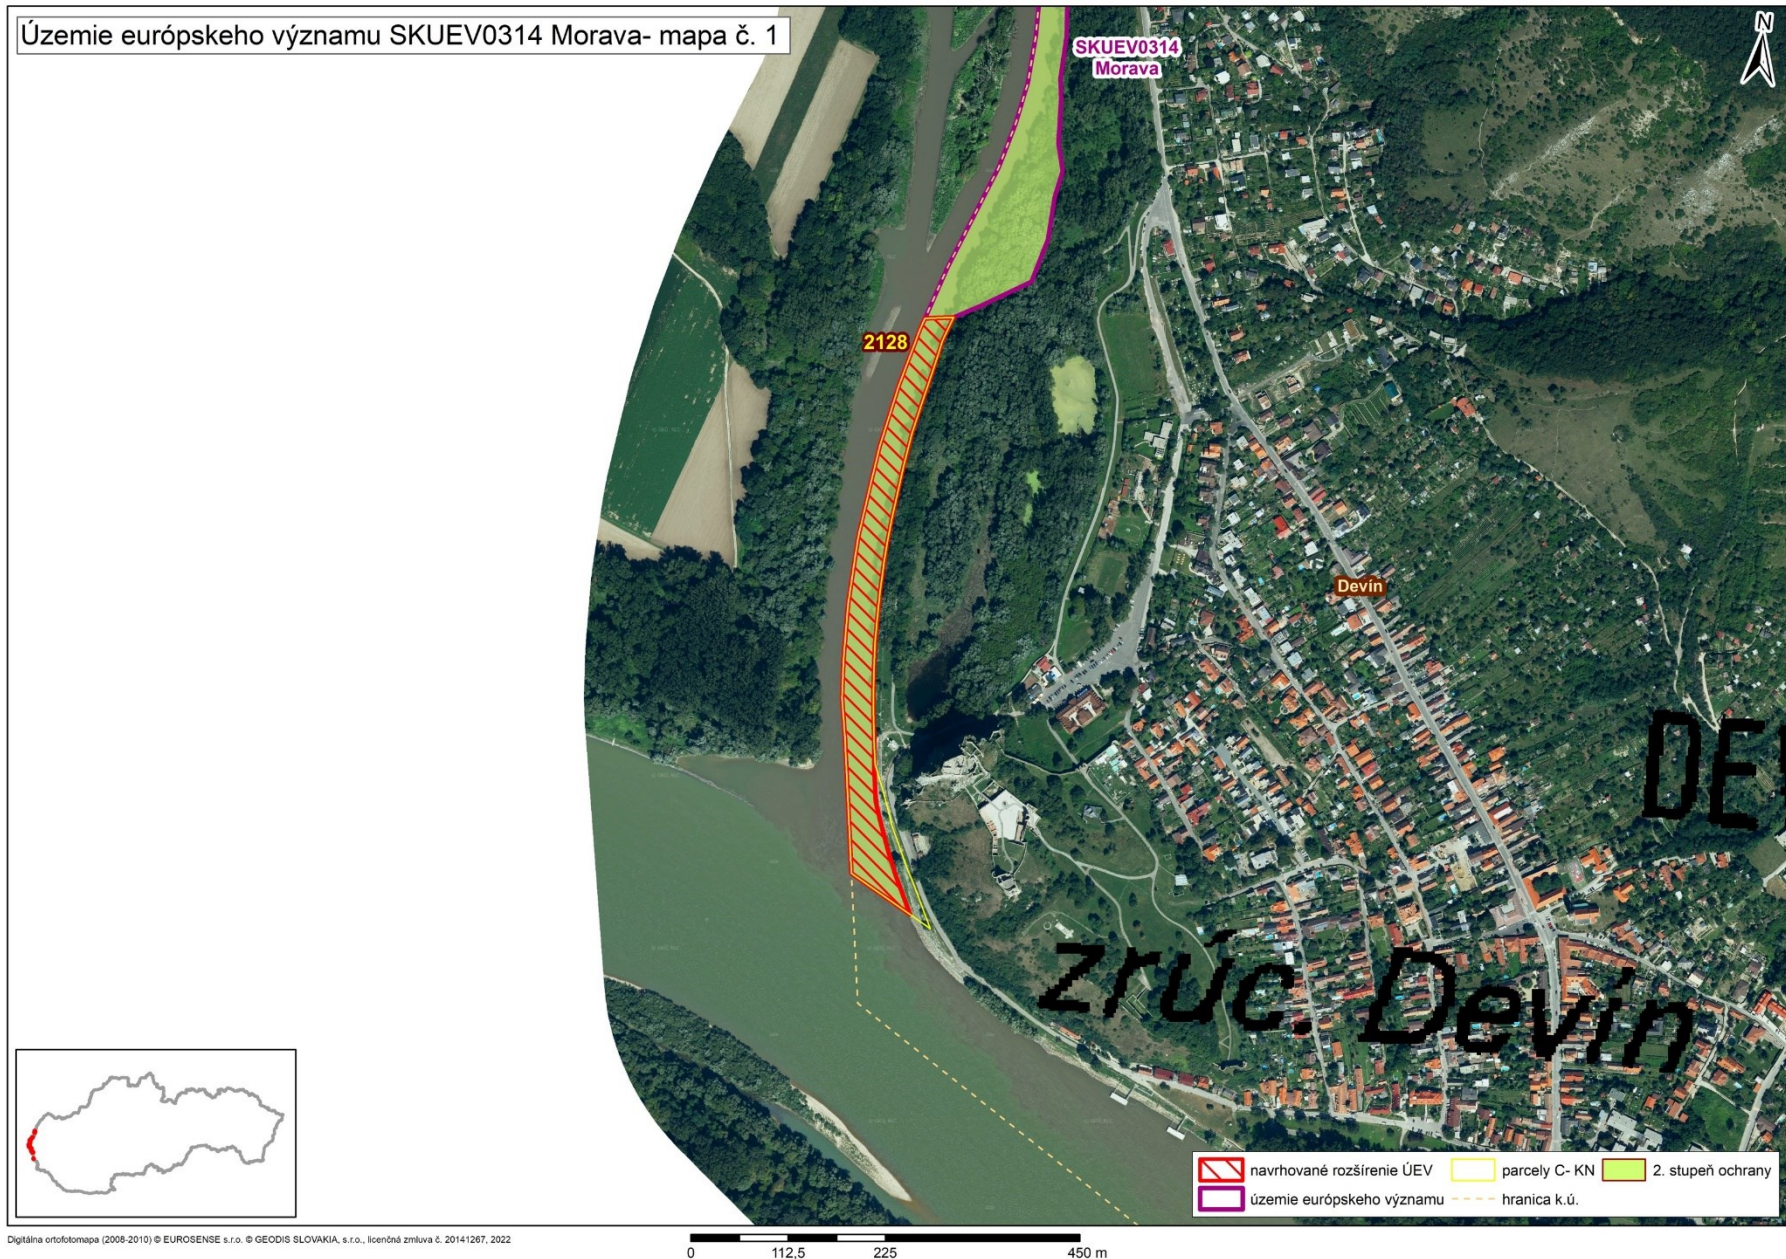 Územie európskeho významu SKUEV0314 Morava- mapa č. 1
N
SKUEV0314
Morava
2128
Devín
DE
zrúc. Devín
navrhované rozšírenie ÚEV
parcely C- KN
2. stupeň ochrany
územie európskeho významu
hranica k.ú.
Digitálna ortofotomapa (2008-2010) © EUROSENSE s.r.o. © GEODIS SLOVAKIA, s.r.o., licenčná zmluva č. 20141267, 2022
0 112,5 225 450 m